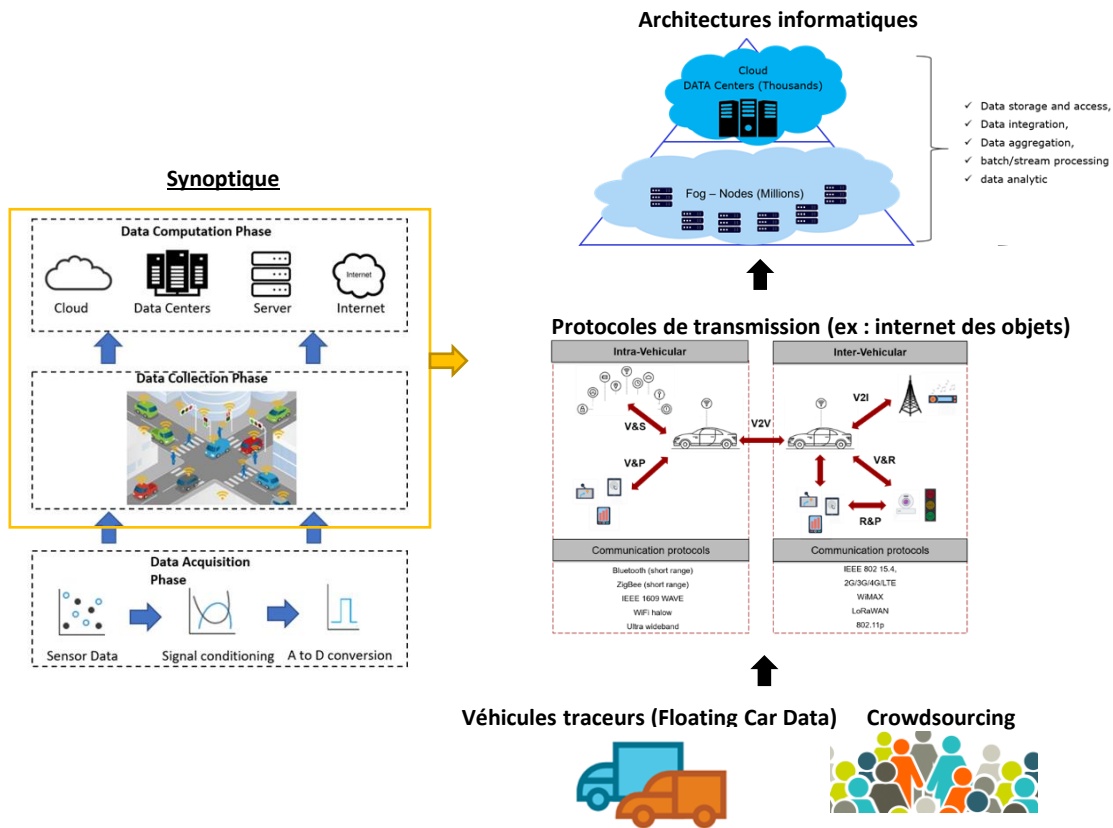 Architectures informatiques
Cloud
DATA Centers (Thousands)
Fog – Nodes (Millions)
✓ Data storage and access,
✓ Data integration,
✓ Data aggregation,
✓ batch/stream processing
✓ data analytic
Synoptique
Data Computation Phase
Internet
Cloud
Data Centers
Server
Internet
Data Collection Phase
Data Acquisition
Phase
Sensor Data
Signal conditioning
A to D conversion
Protocoles de transmission (ex : internet des objets)
Intra-Vehicular
Inter-Vehicular
V&S
V&P
V2V
V2I
V&R
R&P
Communication protocols
Bluetooth (short range)
ZigBee (short range)
IEEE 1609 WAVE
WiFi halow
Ultra wideband
Communication protocols
IEEE 802 15.4,
2G/3G/4G/LTE
WiMAX
LoRaWAN
802.11p
Véhicules traceurs (Floating Car Data)
Crowdsourcing